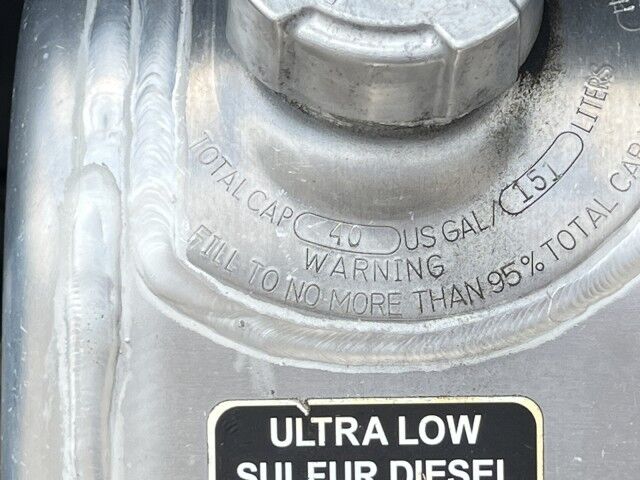 TOTAL CAP 40 US GAL/151 LITERS
WARNING
FILL TO NO MORE THAN 95% TOTAL CAP
ULTRA LOW
SULFUR DIESEL